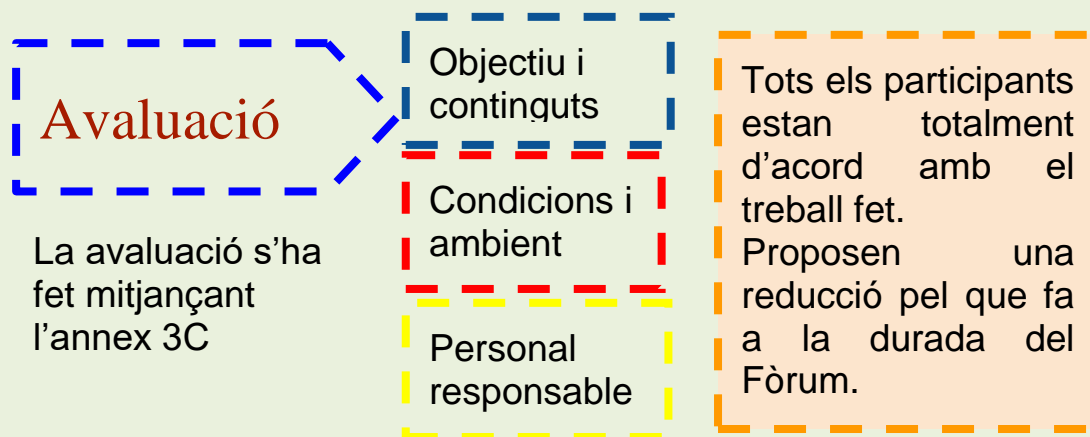 Avaluació
La avaluació s’ha
fet mitjançant
l’annex 3C
Objectiu i
continguts
Condicions i
ambient
Personal
responsable
Tots els participants
estan totalment
d’acord amb el
treball fet.
Proposen una
reducció pel que fa
a la durada del
Fòrum.